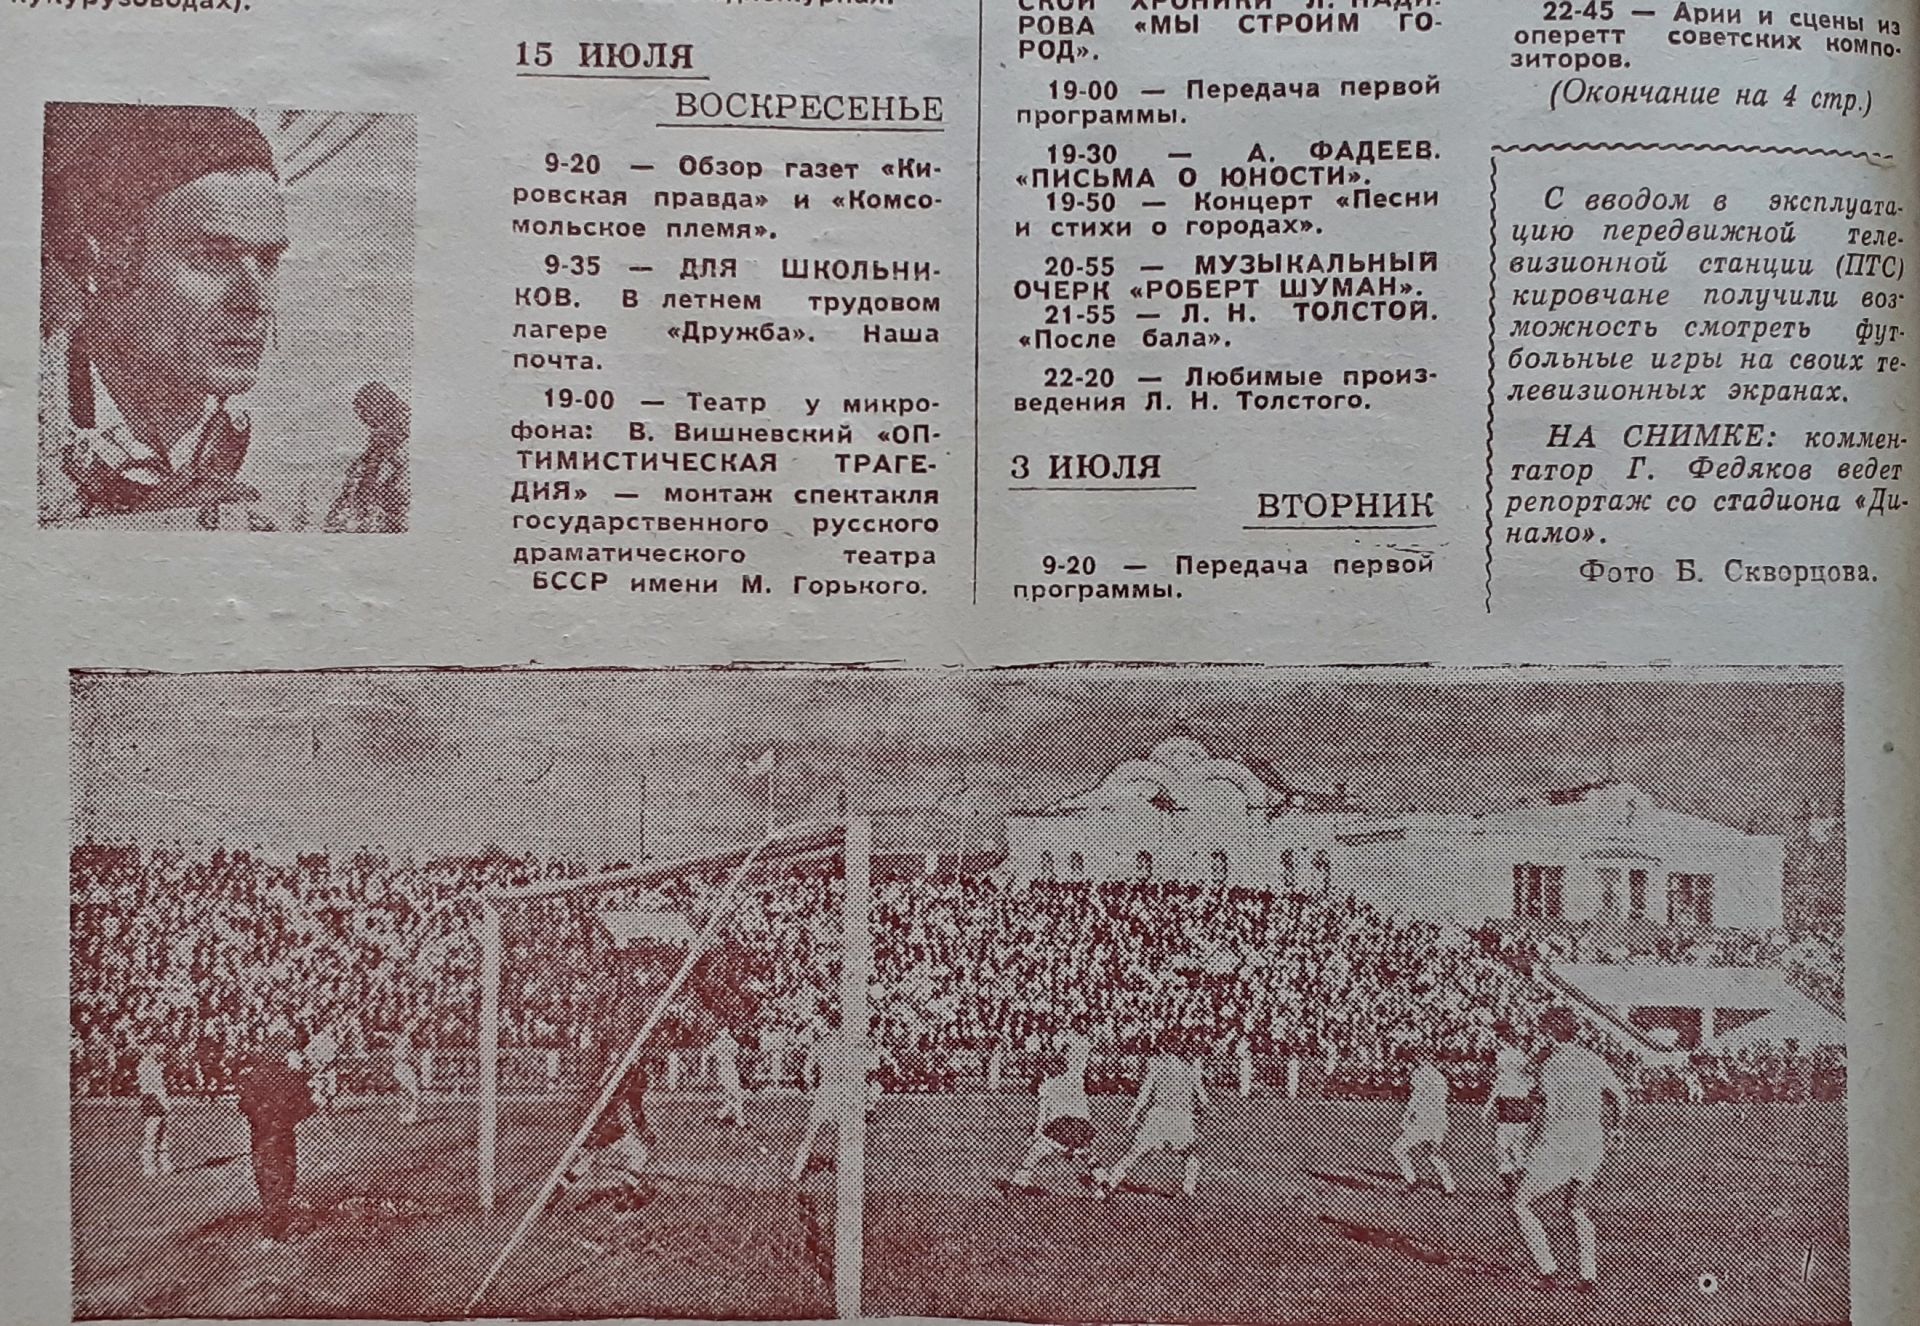 15 ИЮЛЯ
ВОСКРЕСЕНЬЕ
9-20 — Обзор газет «Ки-
ровская правда» и «Комсо-
мольское племя».
9-35 — ДЛЯ ШКОЛЬНИ-
КОВ. В летнем трудовом
лагере «Дружба». Наша
почта.
19-00 — Театр у микро-
фона: В. Вишневский «ОП-
ТИМИСТИЧЕСКАЯ ТРАГЕ-
ДИЯ» — монтаж спектакля
государственного русского
драматического театра
БССР имени М. Горького.
РОВА «МЫ СТРОИМ ГО-
РОД».
19-00 — Передача первой
программы.
19-30 — А. ФАДЕЕВ.
«ПИСЬМА О ЮНОСТИ».
19-50 — Концерт «Песни
и стихи о городах».
20-55 — МУЗЫКАЛЬНЫЙ
ОЧЕРК «РОБЕРТ ШУМАН».
21-55 — Л. Н. ТОЛСТОЙ.
«После бала».
22-20 — Любимые произ-
ведения Л. Н. Толстого.
3 ИЮЛЯ
ВТОРНИК
9-20 — Передача первой
программы.
22-45 — Арии и сцены из
оперетт советских компо-
зиторов.
(Окончание на 4 стр.)
С вводом в эксплуата-
цию передвижной теле-
визионной станции (ПТС)
кировчане получили воз-
можность смотреть фут-
больные игры на своих те-
левизионных экранах.
НА СНИМКЕ: коммен-
татор Г. Федяков ведет
репортаж со стадиона «Ди-
намо».
Фото Б. Скворцова.